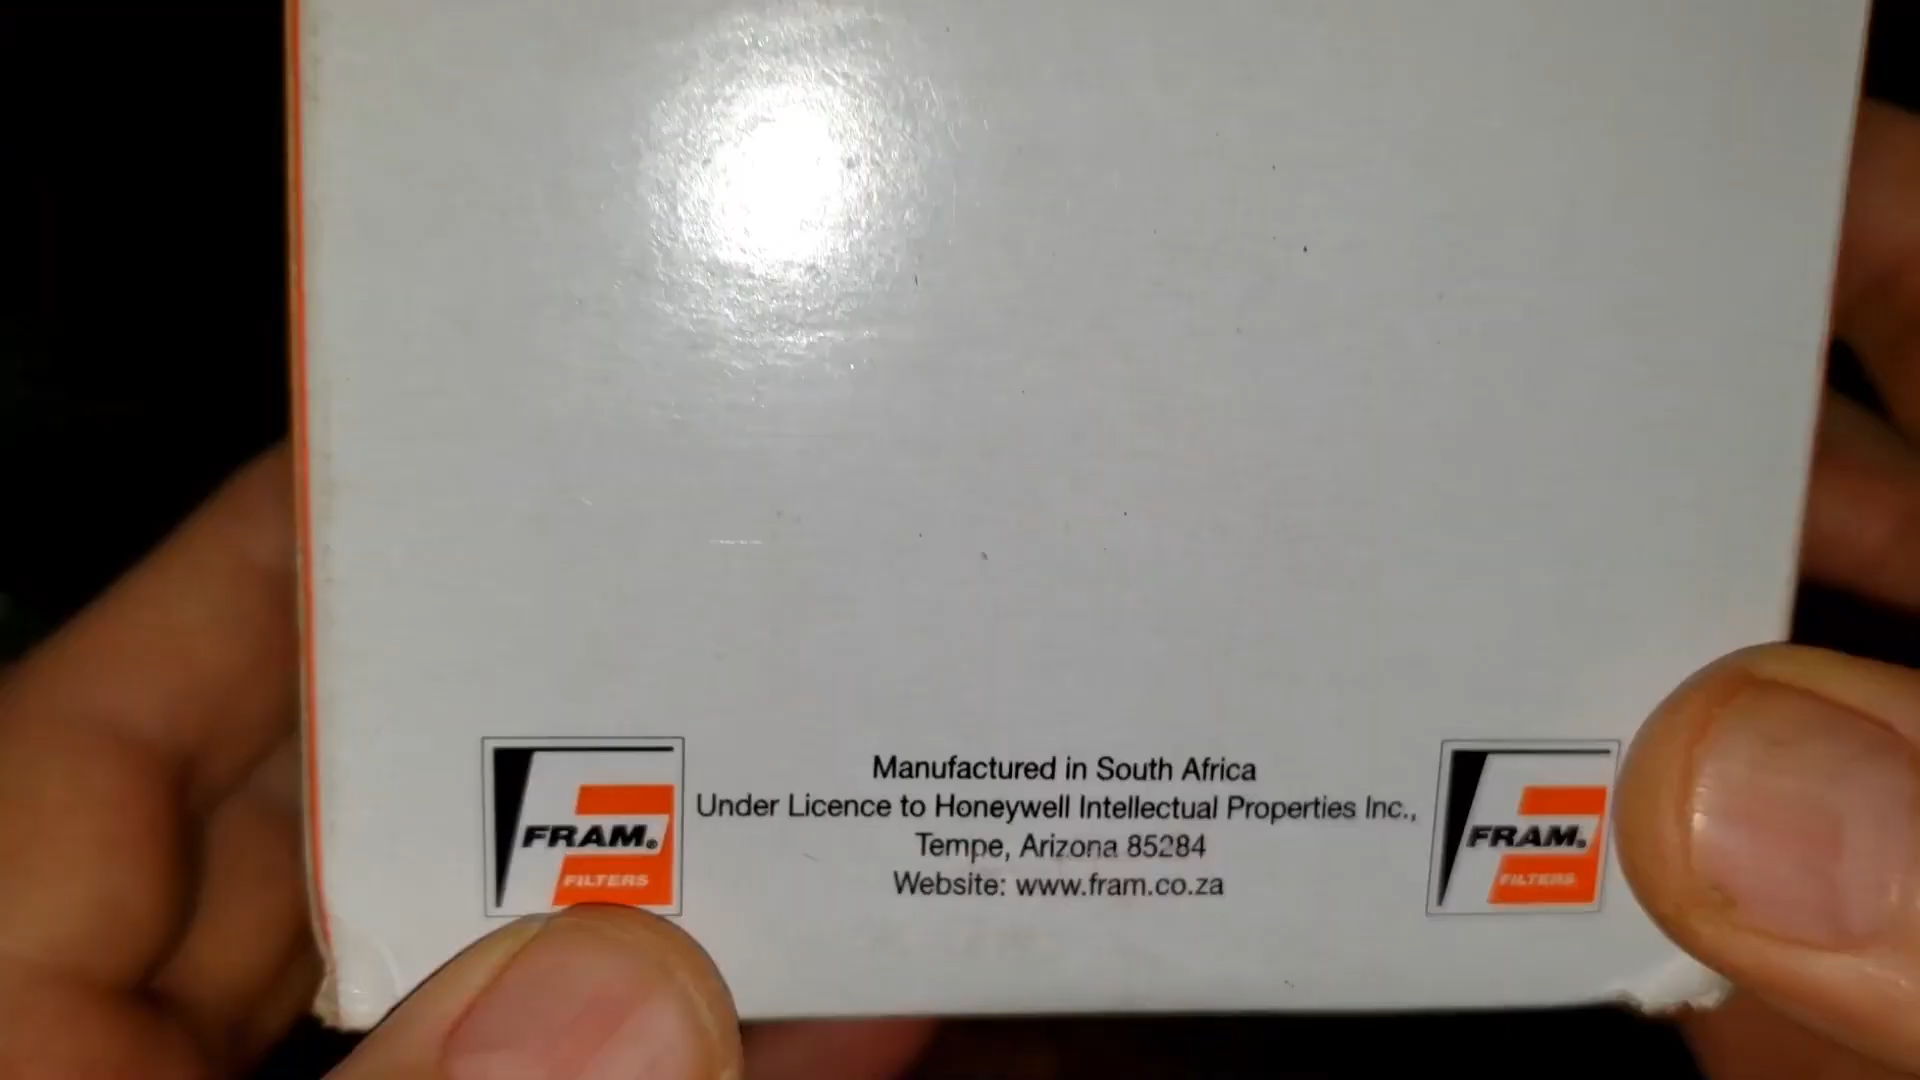 Manufactured in South Africa
Under Licence to Honeywell Intellectual Properties Inc.,
Tempe, Arizona 85284
Website: www.fram.co.za
FRAM®
FILTERS
FRAM®
FILTERS